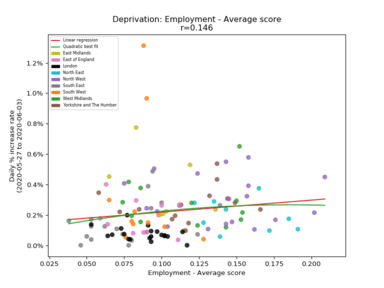 Deprivation: Employment - Average score
r=0.146
Linear regression
Quadratic best fit
East Midlands
East of England
London
North East
North West
South East
South West
West Midlands
Yorkshire and The Humber
Daily % increase rate
(2020-05-27 to 2020-06-03)
1.2%
1.0%
0.8%
0.6%
0.4%
0.2%
0.0%
0.025 0.050 0.075 0.100 0.125 0.150 0.175 0.200
Employment - Average score